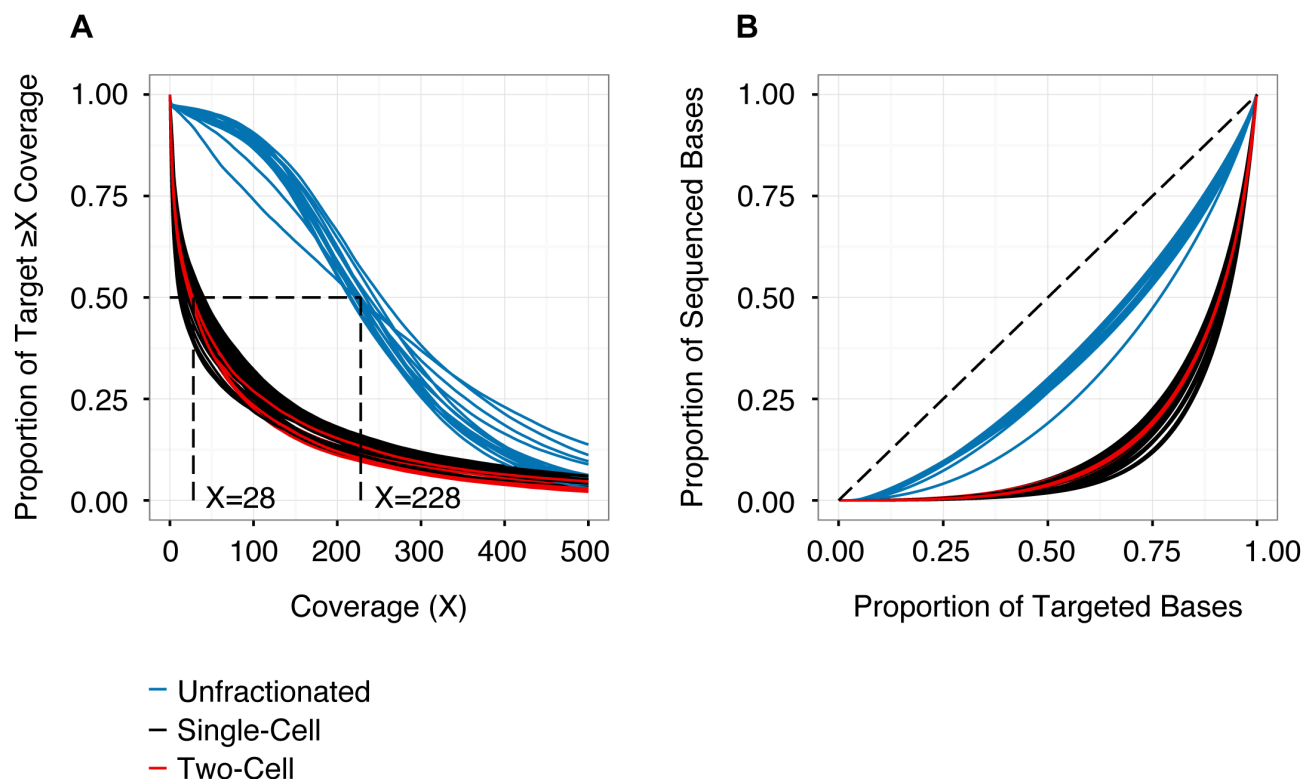 A
Proportion of Target ≥X Coverage
1.00
0.75
0.50
0.25
0.00
X=28
X=228
0 100 200 300 400 500
Coverage (X)
B
Proportion of Sequenced Bases
1.00
0.75
0.50
0.25
0.00
0.00 0.25 0.50 0.75 1.00
Proportion of Targeted Bases
Unfractionated
Single-Cell
Two-Cell